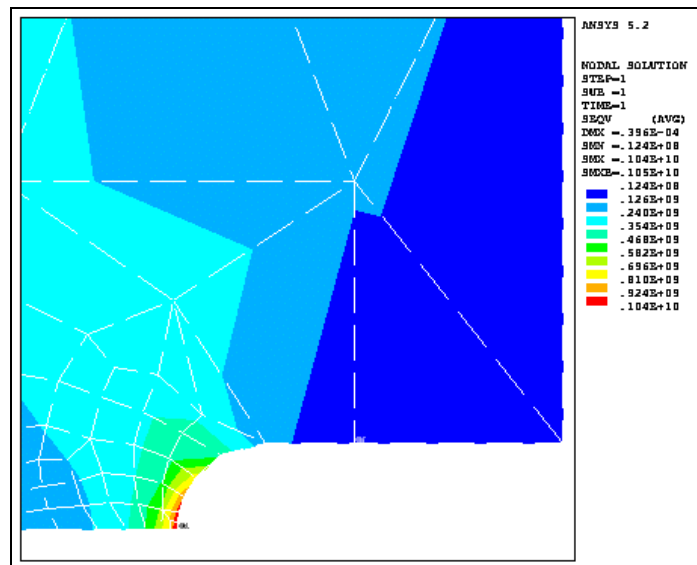 ANSYS 5.2
NODAL SOLUTION
STEP=1
SUB =1
TIME=1
SEQV (AVG)
DMX =.396E-04
SMN =.124E+08
SMX =.104E+10
SMXB=.105E+10
.124E+08
.126E+09
.240E+09
.354E+09
.468E+09
.582E+09
.696E+09
.810E+09
.924E+09
.104E+10